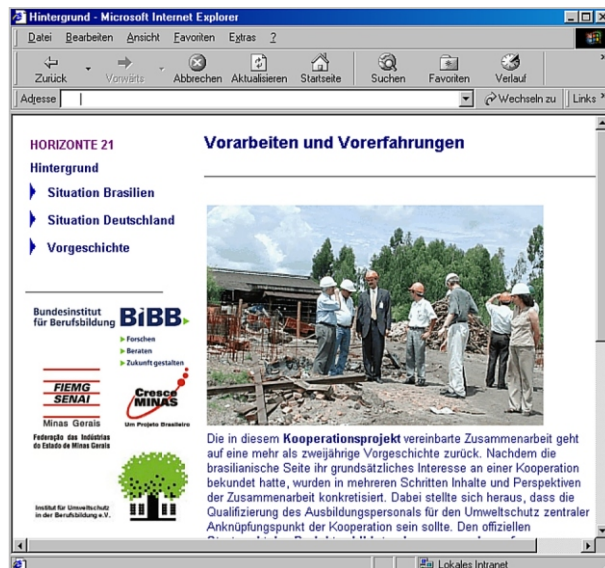 Hintergrund - Microsoft Internet Explorer
Datei Bearbeiten Ansicht Favoriten Extras ?
Zurück Vorwärts Abbrechen Aktualisieren Startseite Suchen Favoriten Verlauf
Adresse Wechseln zu Links
HORIZONTE 21
Hintergrund
Situation Brasilien
Situation Deutschland
Vorgeschichte
Bundesinstitut
für Berufsbildung BiBB
Forschen
Beraten
Zukunft gestalten
FIEMG
SENAI
Minas Gerais
Federação das Indústrias
do Estado de Minas Gerais
Cresce
MINAS
Um Projeto Brasileiro
Institut für Umweltschutz
in der Berufsbildung e.V.
Vorarbeiten und Vorerfahrungen
Die in diesem Kooperationsprojekt vereinbarte Zusammenarbeit geht
auf eine mehr als zweijährige Vorgeschichte zurück. Nachdem die
brasilianische Seite ihr grundsätzliches Interesse an einer Kooperation
bekundet hatte, wurden in mehreren Schritten Inhalte und Perspektiven
der Zusammenarbeit konkretisiert. Dabei stellte sich heraus, dass die
Qualifizierung des Ausbildungspersonals für den Umweltschutz zentraler
Anknüpfungspunkt der Kooperation sein sollte. Den offiziellen
Lokales Intranet